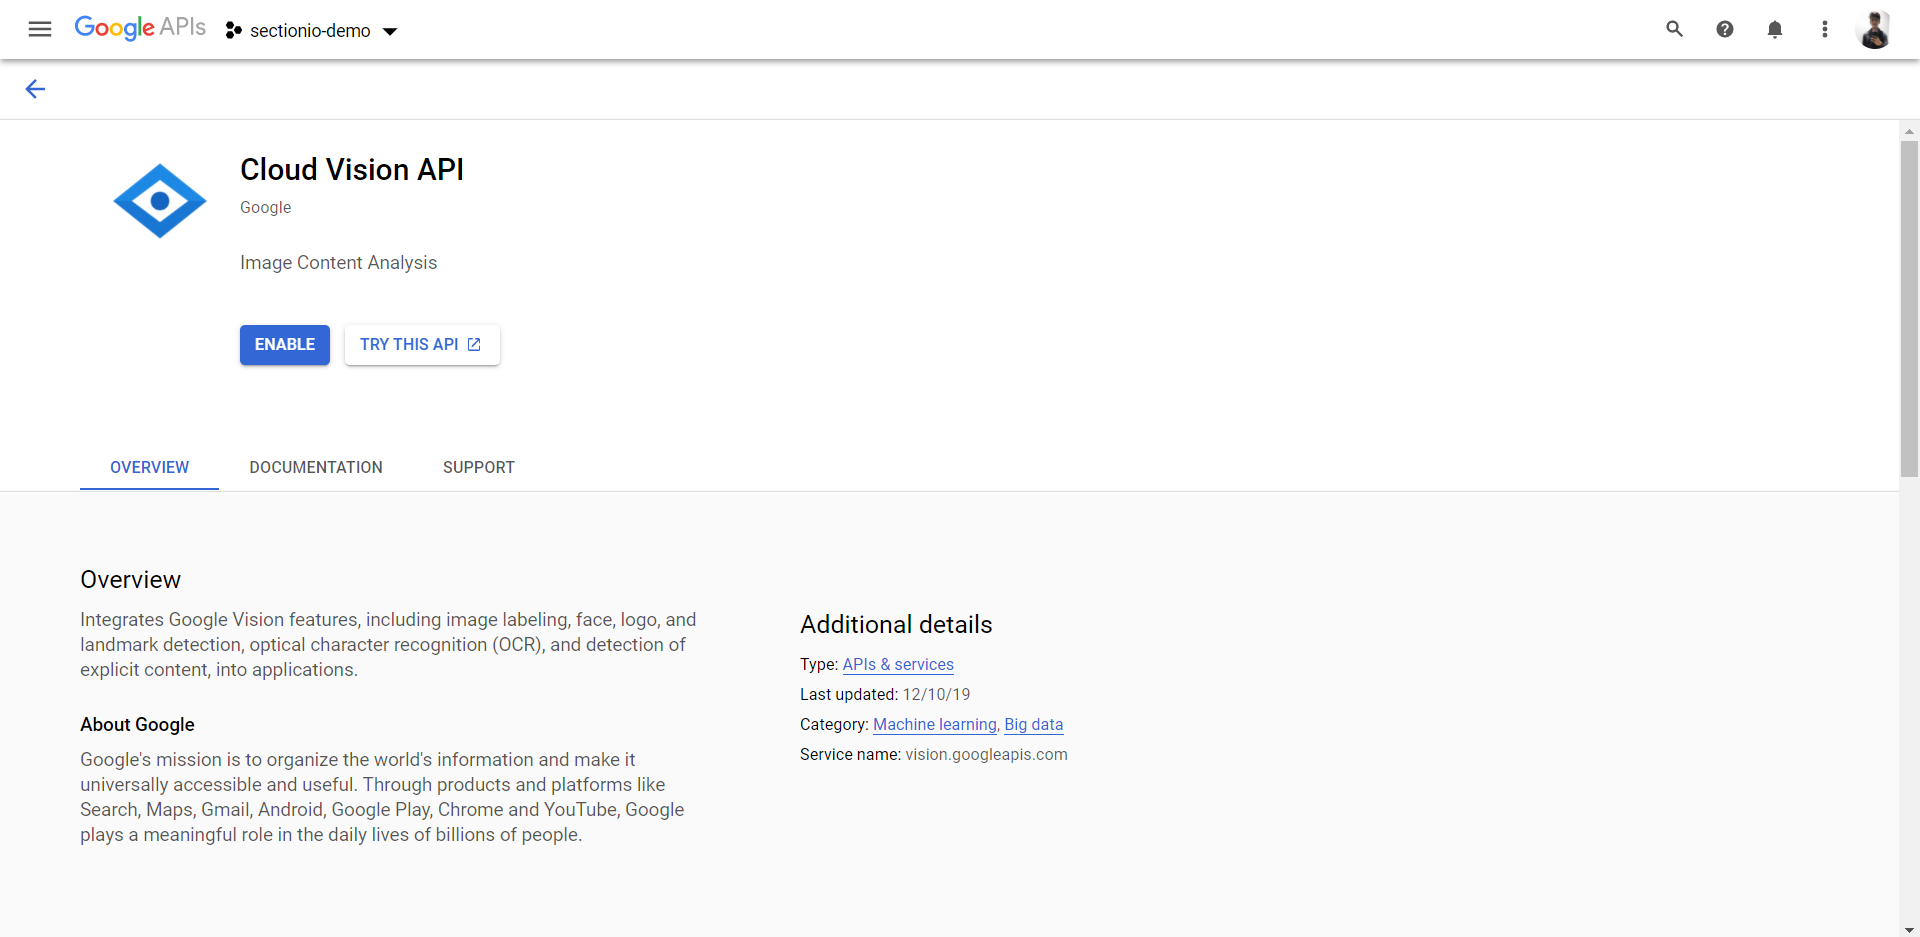 Google APIs sectionio-demo
Cloud Vision API
Google
Image Content Analysis
ENABLE TRY THIS API
OVERVIEW DOCUMENTATION SUPPORT
Overview
Integrates Google Vision features, including image labeling, face, logo, and
landmark detection, optical character recognition (OCR), and detection of
explicit content, into applications.
About Google
Google's mission is to organize the world's information and make it
universally accessible and useful. Through products and platforms like
Search, Maps, Gmail, Android, Google Play, Chrome and YouTube, Google
plays a meaningful role in the daily lives of billions of people.
Additional details
Type: APIs & services
Last updated: 12/10/19
Category: Machine learning, Big data
Service name: vision.googleapis.com